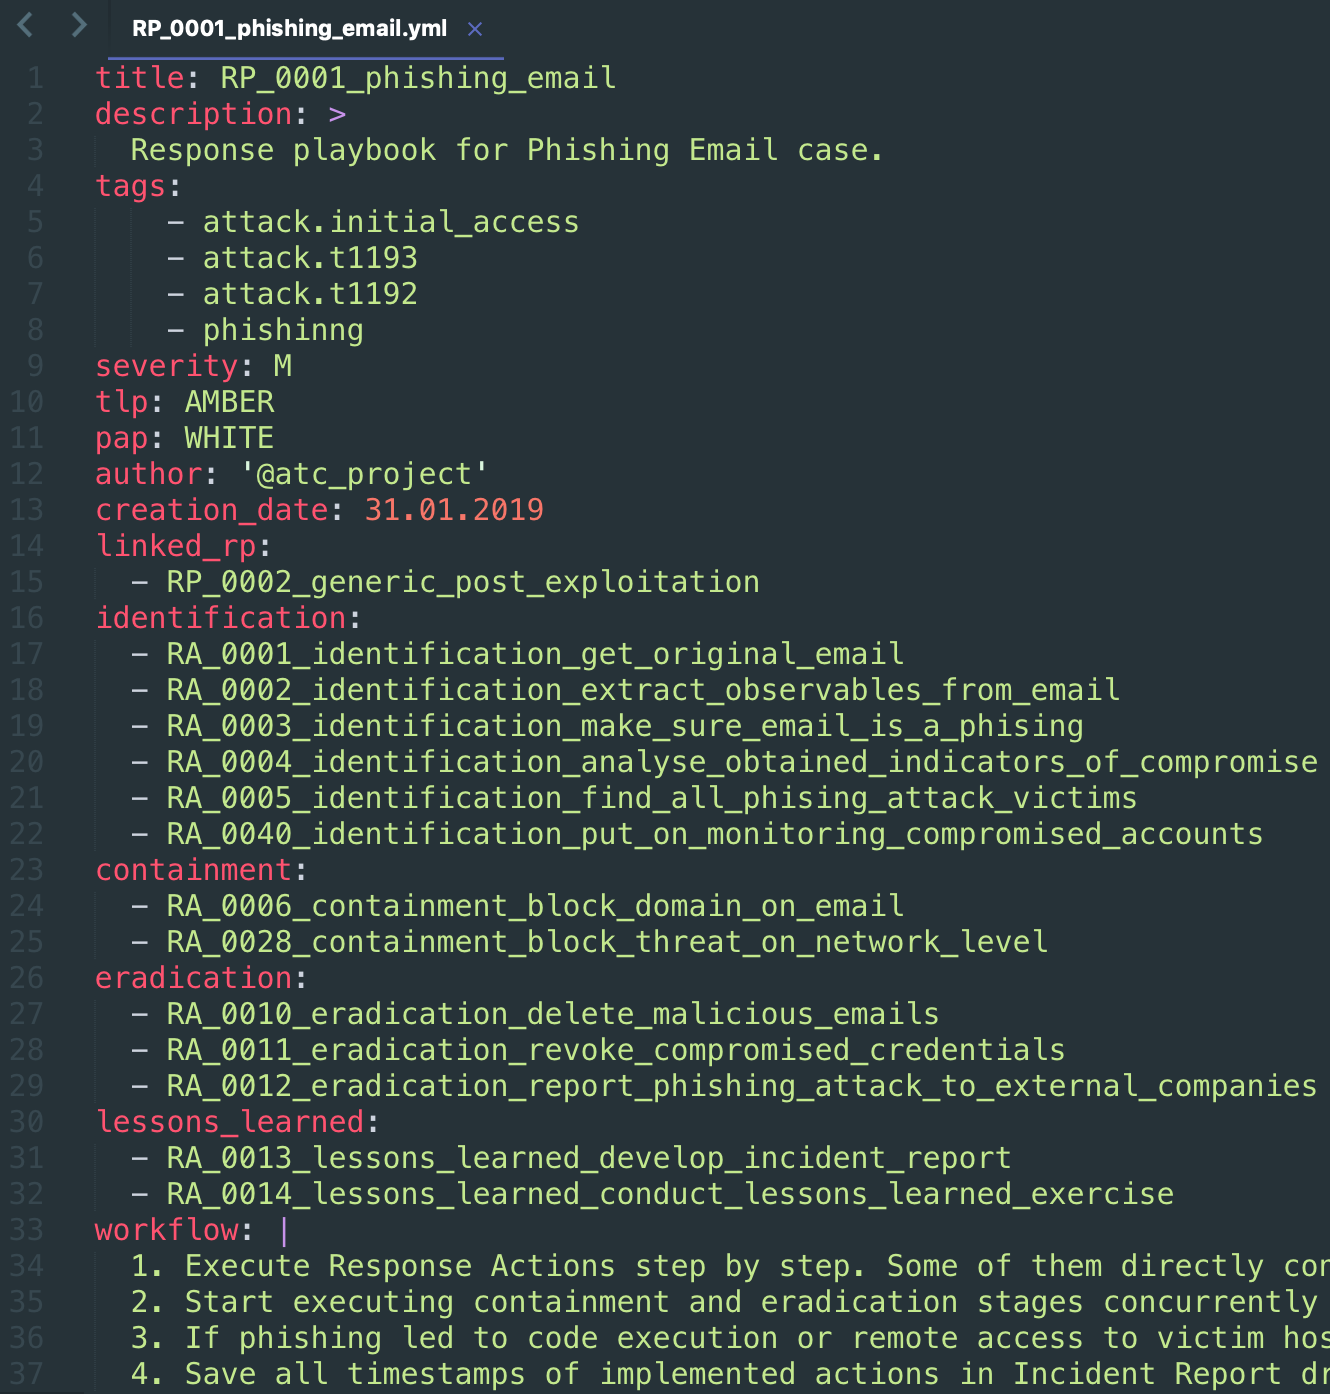 RP_0001_phishing_email.yml ×
1 title: RP_0001_phishing_email
2 description: >
3 Response playbook for Phishing Email case.
4 tags:
5 - attack.initial_access
6 - attack.t1193
7 - attack.t1192
8 - phishinng
9 severity: M
10 tlp: AMBER
11 pap: WHITE
12 author: '@atc_project'
13 creation_date: 31.01.2019
14 linked_rp:
15 - RP_0002_generic_post_exploitation
16 identification:
17 - RA_0001_identification_get_original_email
18 - RA_0002_identification_extract_observables_from_email
19 - RA_0003_identification_make_sure_email_is_a_phising
20 - RA_0004_identification_analyse_obtained_indicators_of_compromise
21 - RA_0005_identification_find_all_phising_attack_victims
22 - RA_0040_identification_put_on_monitoring_compromised_accounts
23 containment:
24 - RA_0006_containment_block_domain_on_email
25 - RA_0028_containment_block_threat_on_network_level
26 eradication:
27 - RA_0010_eradication_delete_malicious_emails
28 - RA_0011_eradication_revoke_compromised_credentials
29 - RA_0012_eradication_report_phishing_attack_to_external_companies
30 lessons_learned:
31 - RA_0013_lessons_learned_develop_incident_report
32 - RA_0014_lessons_learned_conduct_lessons_learned_exercise
33 workflow: |
34 1. Execute Response Actions step by step. Some of them directly
35 2. Start executing containment and eradication stages concurrently
36 3. If phishing led to code execution or remote access to victim
37 4. Save all timestamps of implemented actions in Incident Report